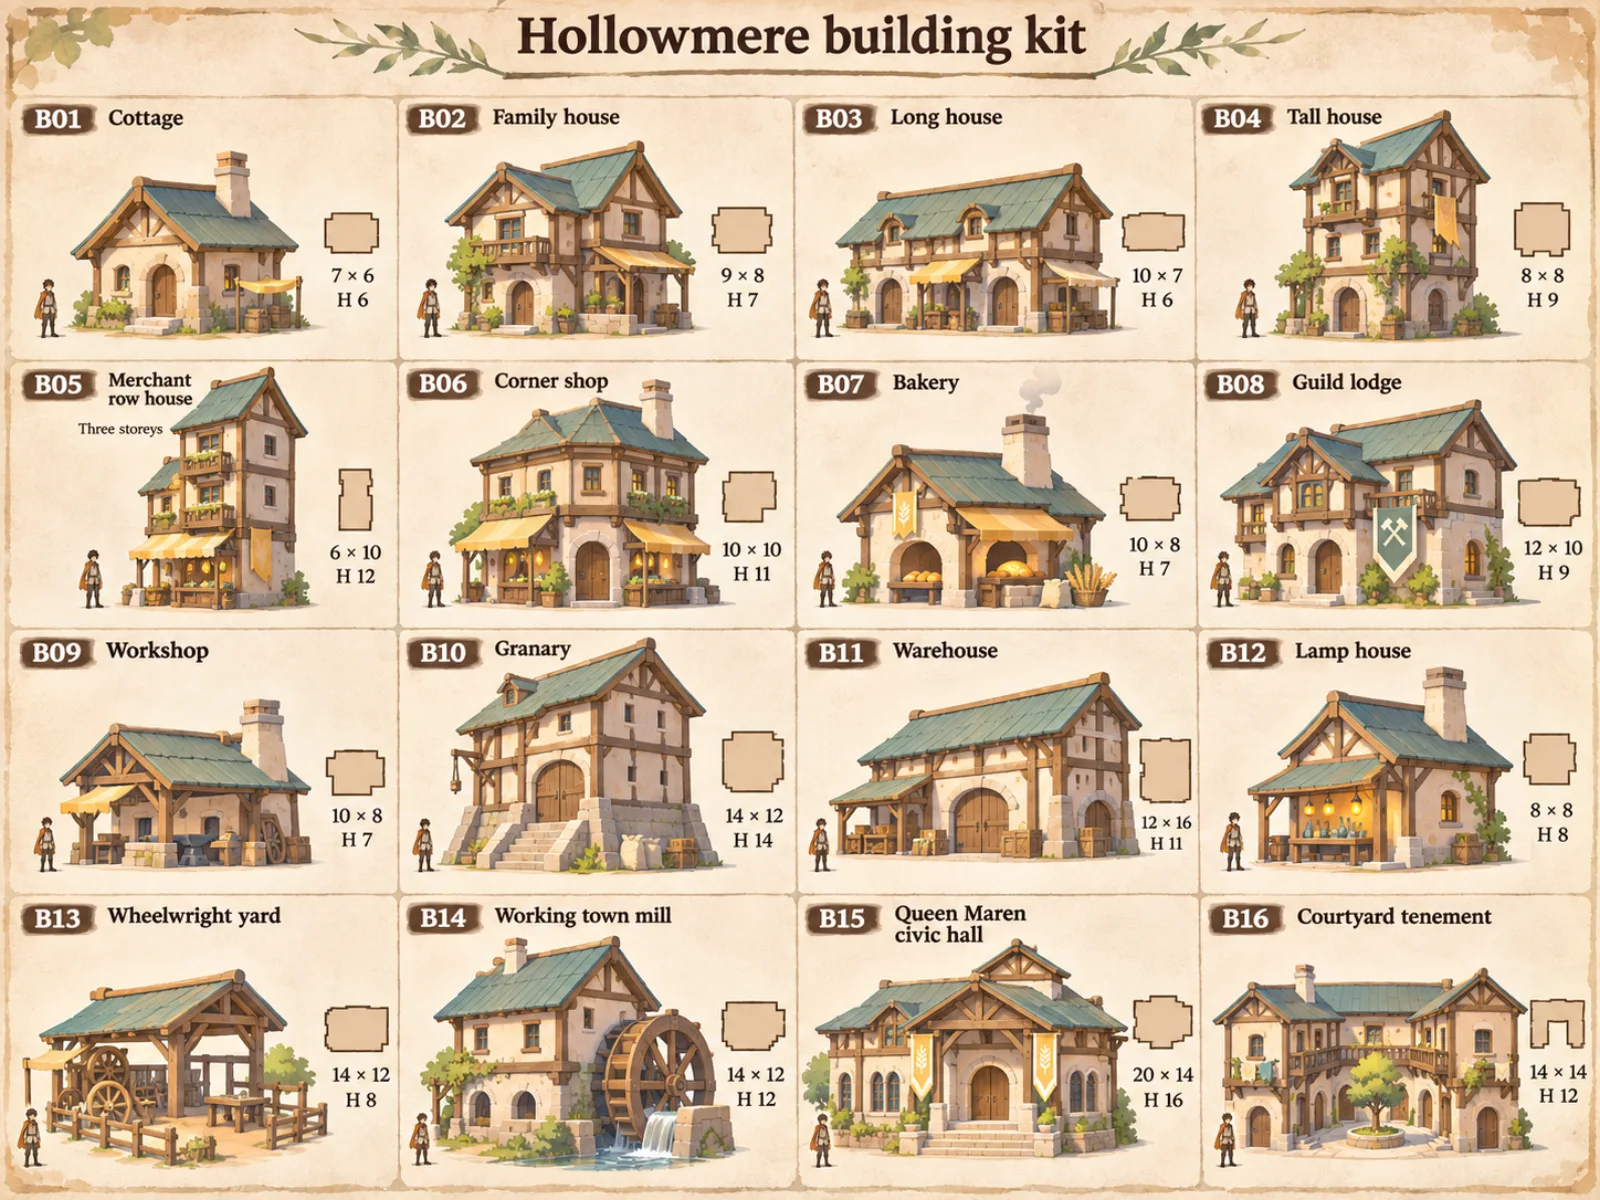 Hollowmere building kit
B01 Cottage
7 × 6
H 6
B02 Family house
9 × 8
H 7
B03 Long house
10 × 7
H 6
B04 Tall house
8 × 8
H 9
B05 Merchant
row house
Three storeys
6 × 10
H 12
B06 Corner shop
10 × 10
H 11
B07 Bakery
10 × 8
H 7
B08 Guild lodge
12 × 10
H 9
B09 Workshop
10 × 8
H 7
B10 Granary
14 × 12
H 14
B11 Warehouse
12 × 16
H 11
B12 Lamp house
8 × 8
H 8
B13 Wheelwright yard
14 × 12
H 8
B14 Working town mill
14 × 12
H 12
B15 Queen Maren
civic hall
20 × 14
H 16
B16 Courtyard tenement
14 × 14
H 12